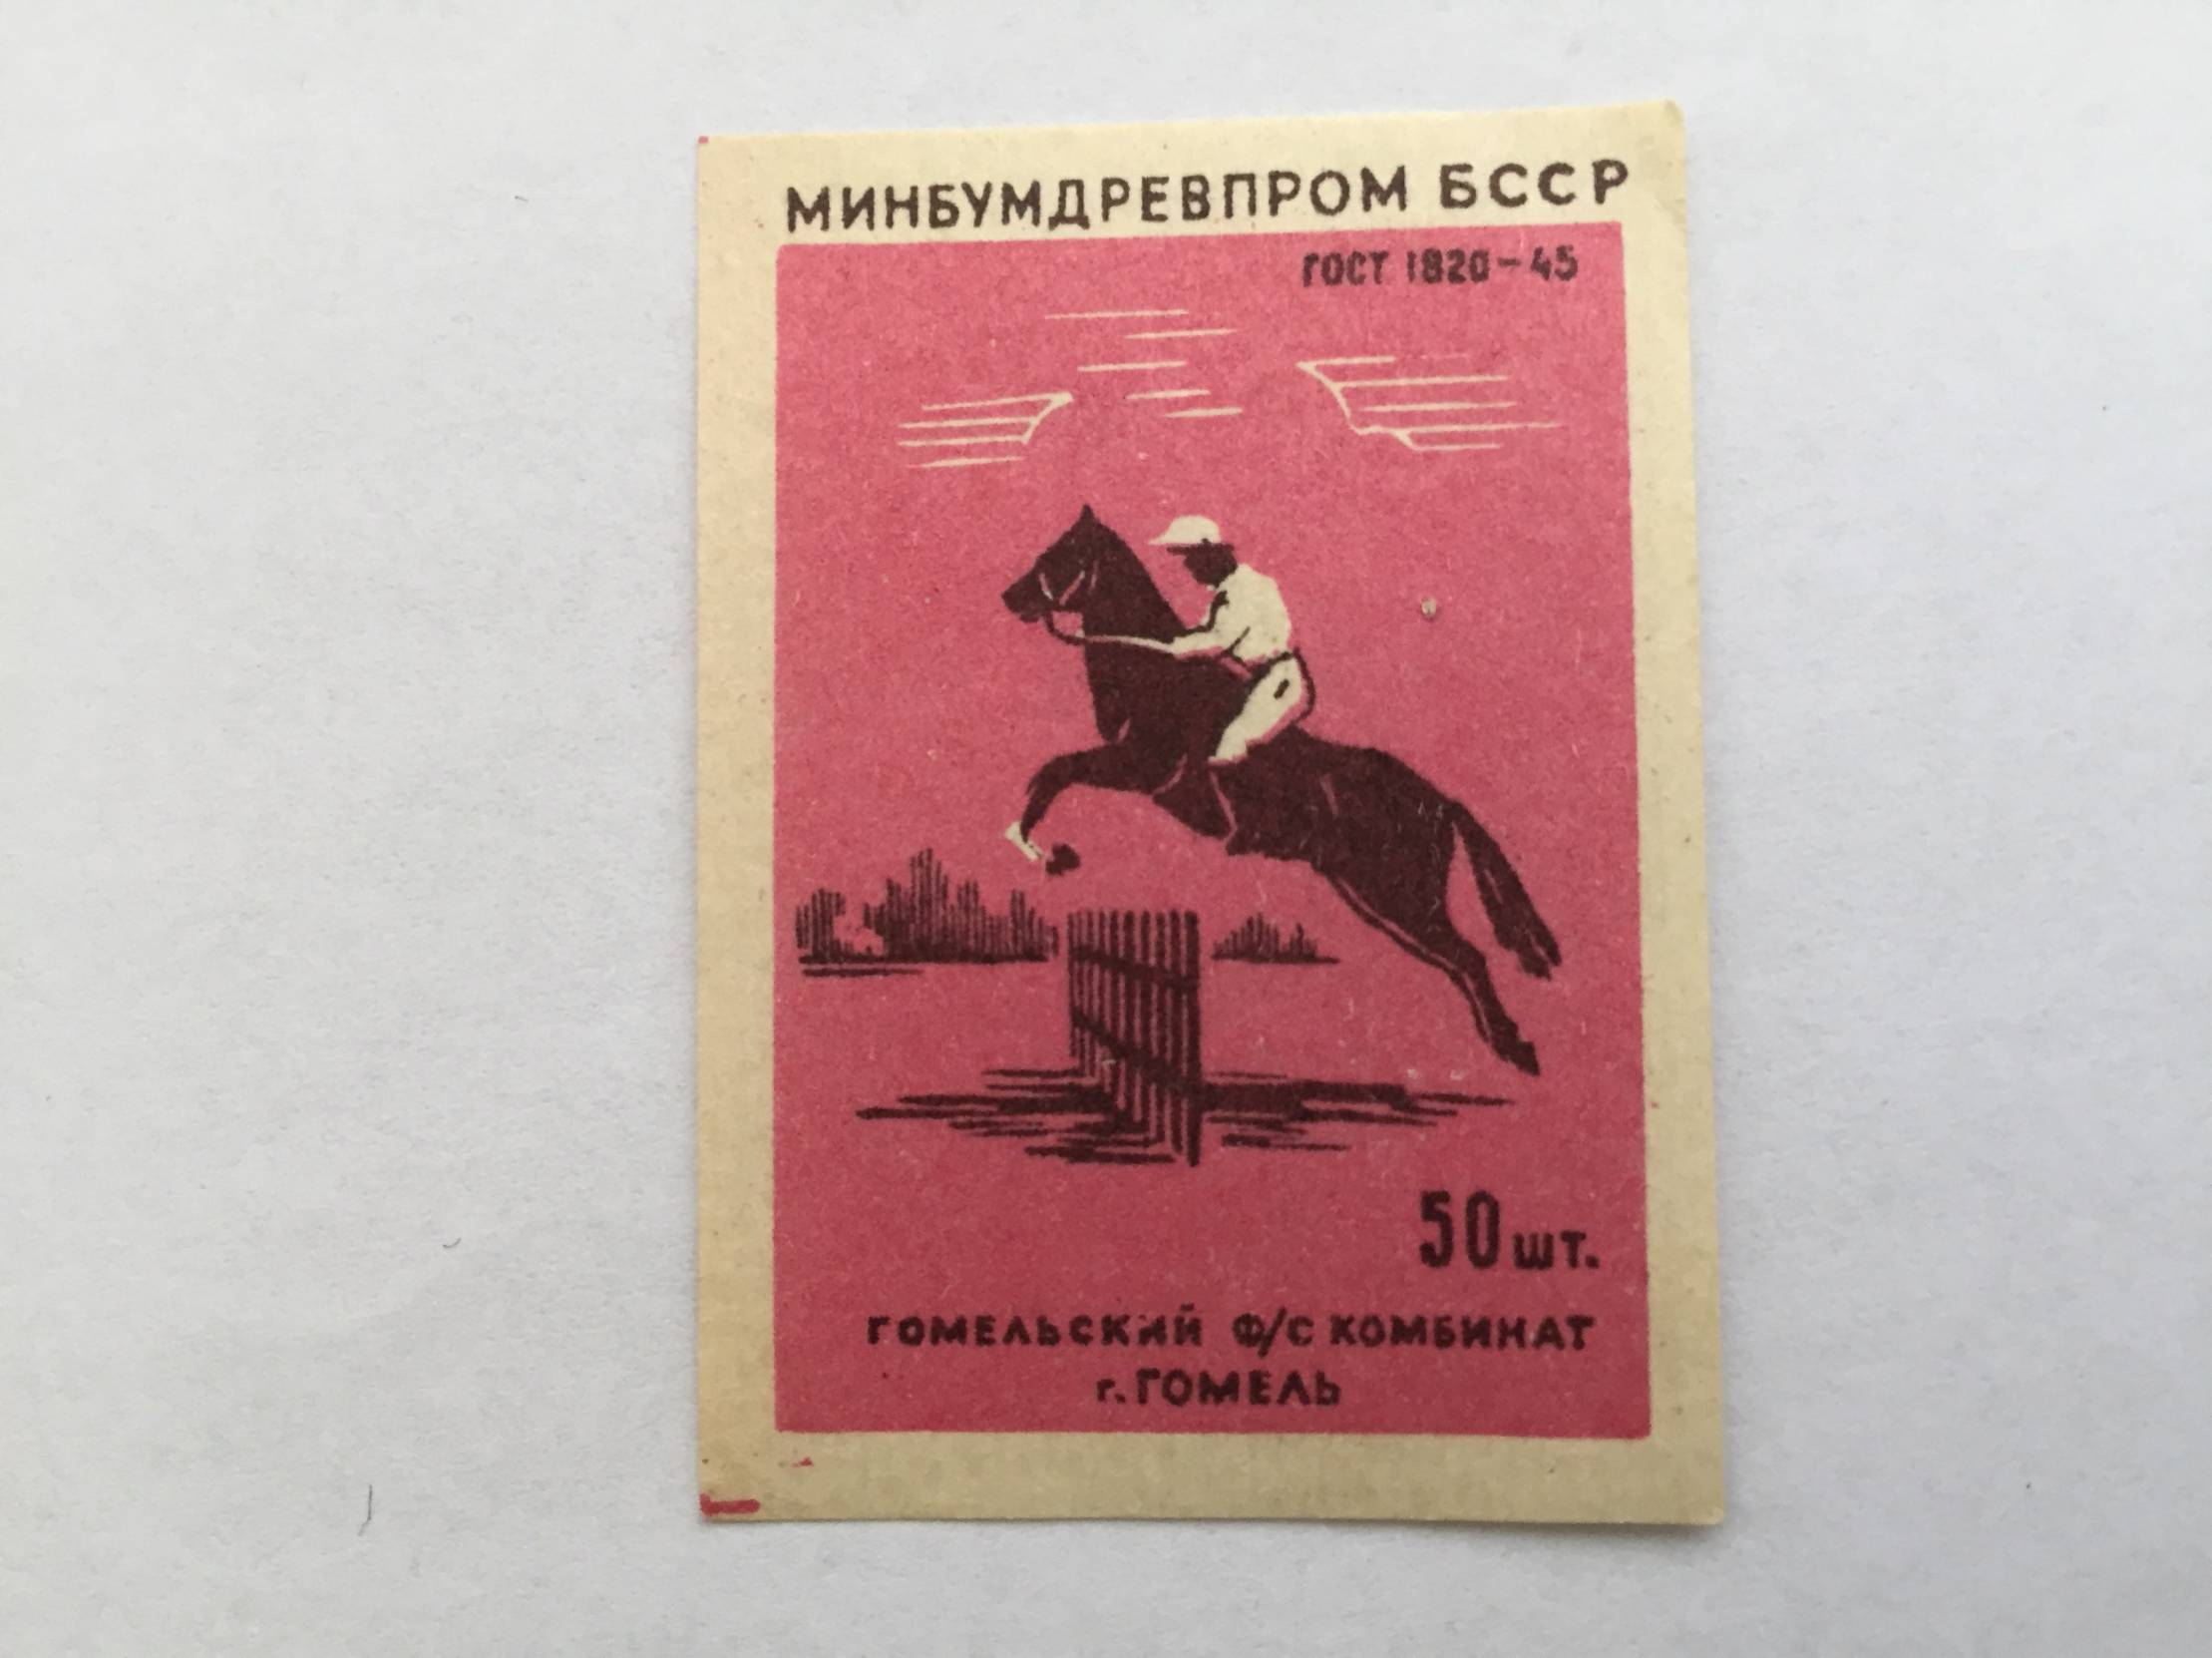 МИНБУМДРЕВПРОМ БССР
ГОСТ 1820-45
50 шт.
ГОМЕЛЬСКИЙ Ф/С КОМБИНАТ
г. ГОМЕЛЬ